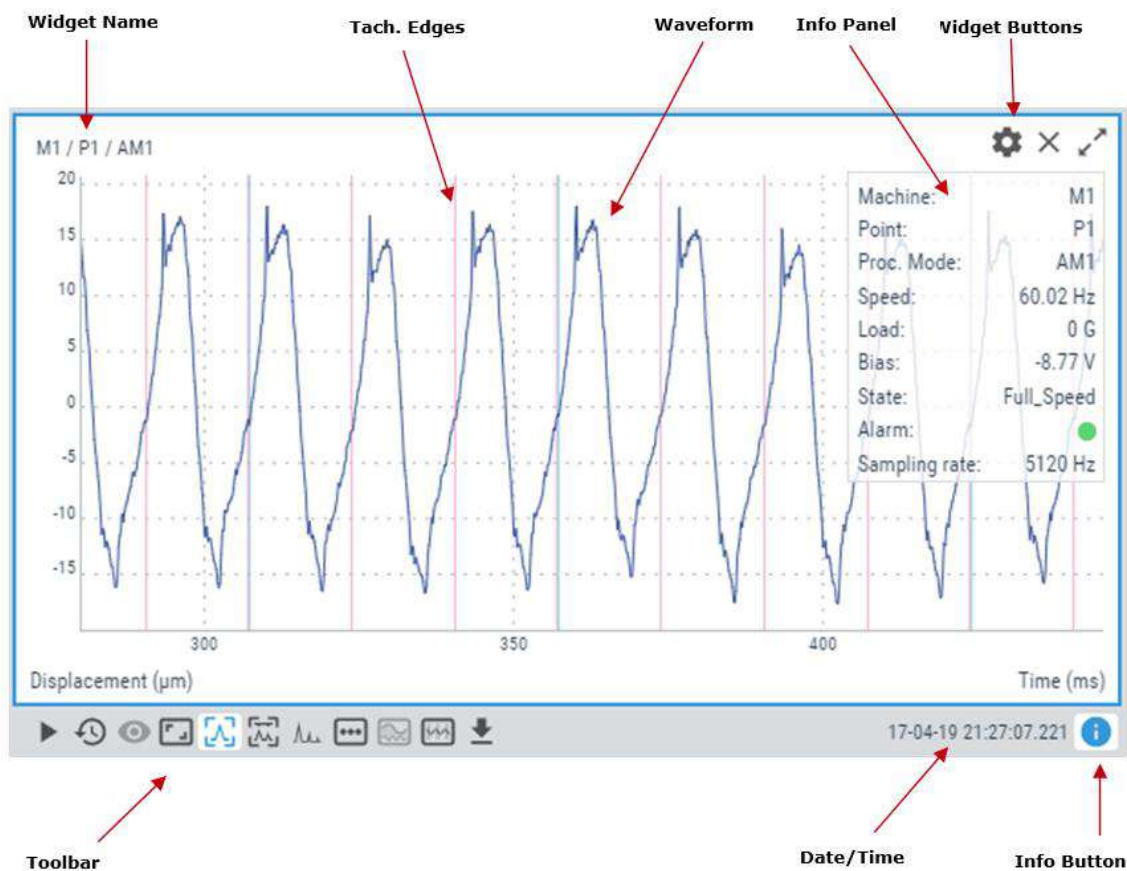 Widget Name
Tach. Edges
Waveform
Info Panel
Widget Buttons
M1 / P1 / AM1
20
15
10
5
0
-5
-10
-15
Machine: M1
Point: P1
Proc. Mode: AM1
Speed: 60.02 Hz
Load: 0 G
Bias: -8.77 V
State: Full_Speed
Alarm:
Sampling rate: 5120 Hz
300
350
400
Displacement (µm)
Time (ms)
17-04-19 21:27:07.221
Toolbar
Date/Time
Info Button